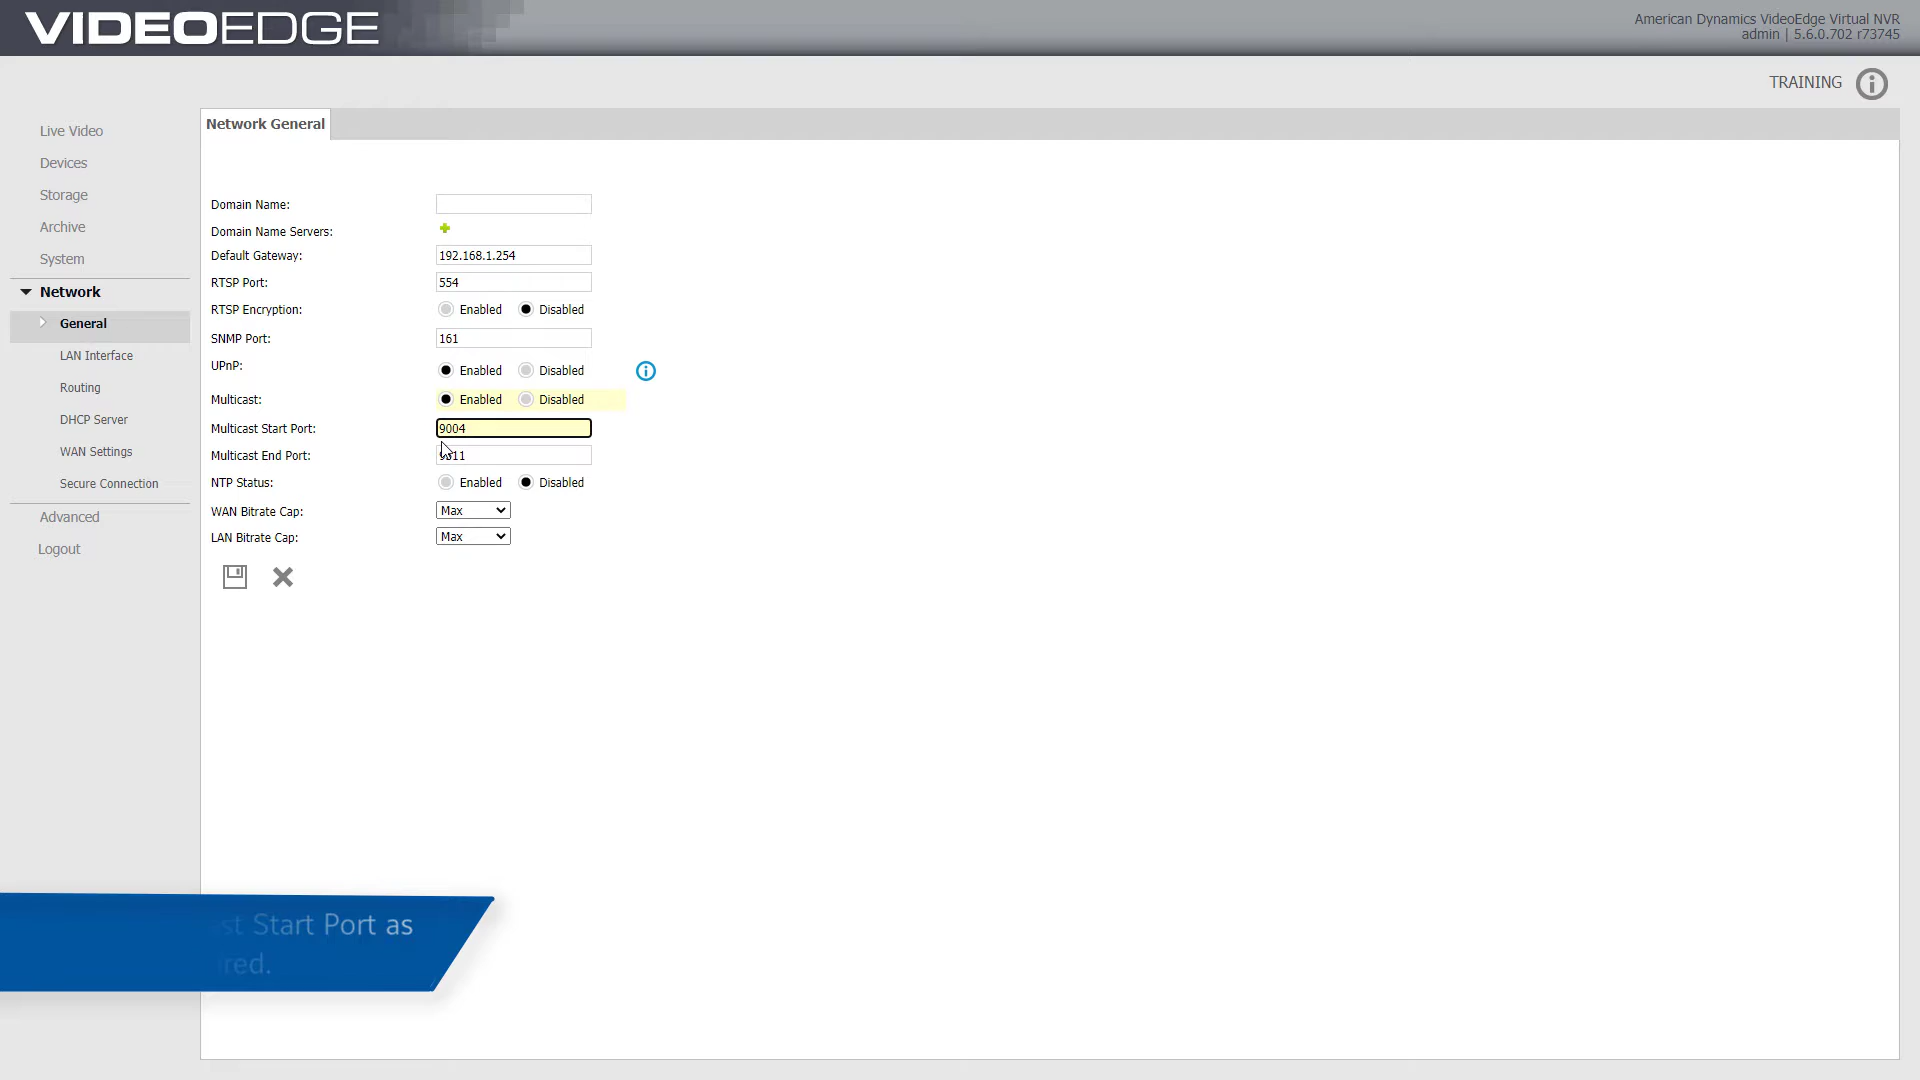 VIDEOEDGE
American Dynamics VideoEdge Virtual NVR
admin | 5.6.0.702 r73745
TRAINING
Live Video
Devices
Storage
Archive
System
Network
General
LAN Interface
Routing
DHCP Server
WAN Settings
Secure Connection
Advanced
Logout
Network General
Domain Name:
Domain Name Servers:
Default Gateway: 192.168.1.254
RTSP Port: 554
RTSP Encryption: Enabled Disabled
SNMP Port: 161
UPnP: Enabled Disabled
Multicast: Enabled Disabled
Multicast Start Port: 9004
Multicast End Port:
NTP Status: Enabled Disabled
WAN Bitrate Cap: Max
LAN Bitrate Cap: Max
Start Port as